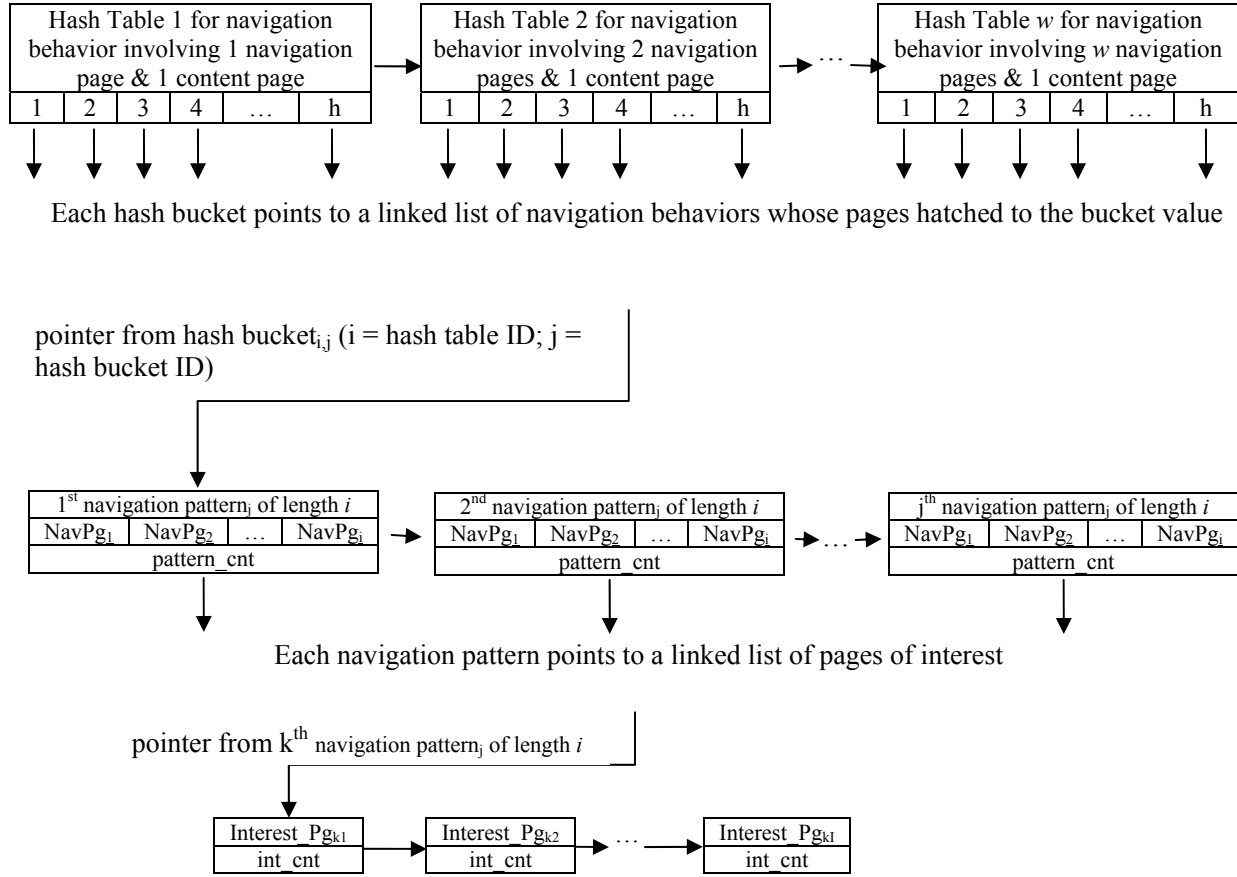 Hash Table 1 for navigation
behavior involving 1 navigation
page & 1 content page
1 2 3 4 … h
Hash Table 2 for navigation
behavior involving 2 navigation
pages & 1 content page
1 2 3 4 … h
…
Hash Table w for navigation
behavior involving w navigation
pages & 1 content page
1 2 3 4 … h
Each hash bucket points to a linked list of navigation behaviors whose pages hatched to the bucket value
pointer from hash bucket i,j (i = hash table ID; j =
hash bucket ID)
1st navigation pattern j of length i
NavPg1 NavPg2 … NavPgi
pattern_cnt
2nd navigation pattern j of length i
NavPg1 NavPg2 … NavPgi
pattern_cnt
…
jth navigation pattern j of length i
NavPg1 NavPg2 … NavPgi
pattern_cnt
Each navigation pattern points to a linked list of pages of interest
pointer from kth navigation pattern j of length i
Interest_Pgk1
int_cnt
Interest_Pgk2
int_cnt
…
Interest_PgkI
int_cnt